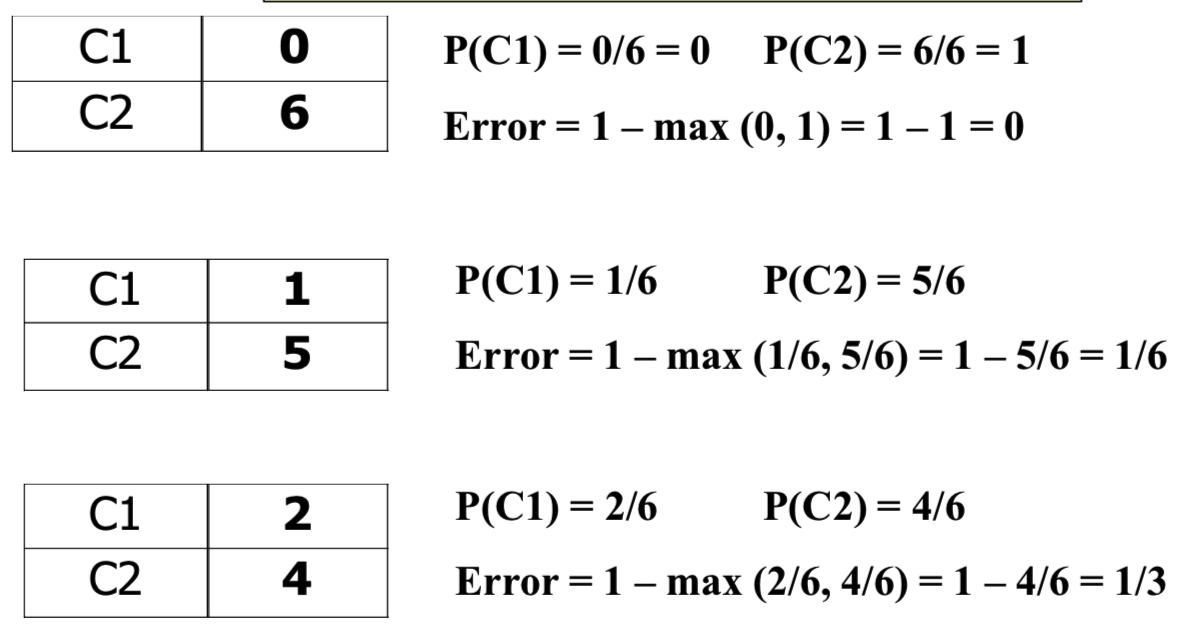 C1 0 P(C1) = 0/6 = 0 P(C2) = 6/6 = 1
C2 6 Error = 1 – max (0, 1) = 1 – 1 = 0
C1 1 P(C1) = 1/6 P(C2) = 5/6
C2 5 Error = 1 – max (1/6, 5/6) = 1 – 5/6 = 1/6
C1 2 P(C1) = 2/6 P(C2) = 4/6
C2 4 Error = 1 – max (2/6, 4/6) = 1 – 4/6 = 1/3